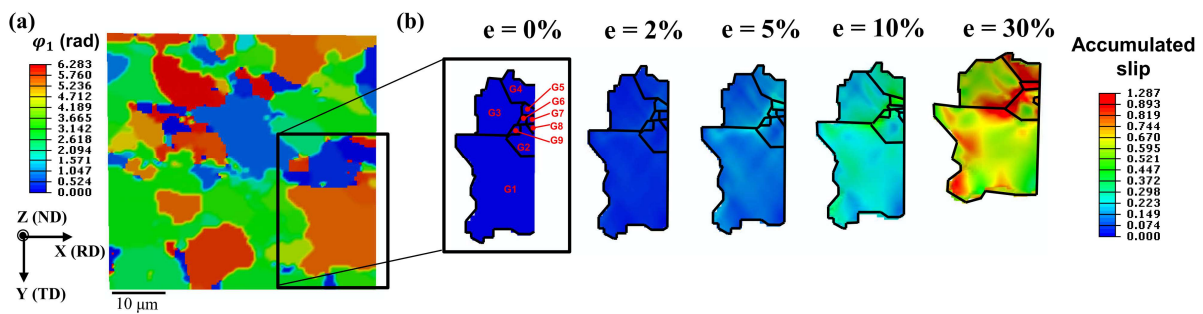 (a)
φ1 (rad)
6.283
5.760
5.236
4.712
4.189
3.665
3.142
2.618
2.094
1.571
1.047
0.524
0.000
Z (ND)
X (RD)
Y (TD)
10 μm
(b)
e = 0%
e = 2%
e = 5%
e = 10%
e = 30%
G4
G5
G6
G3
G7
G8
G9
G2
G1
Accumulated
slip
1.287
0.893
0.819
0.744
0.670
0.595
0.521
0.447
0.372
0.298
0.223
0.149
0.074
0.000